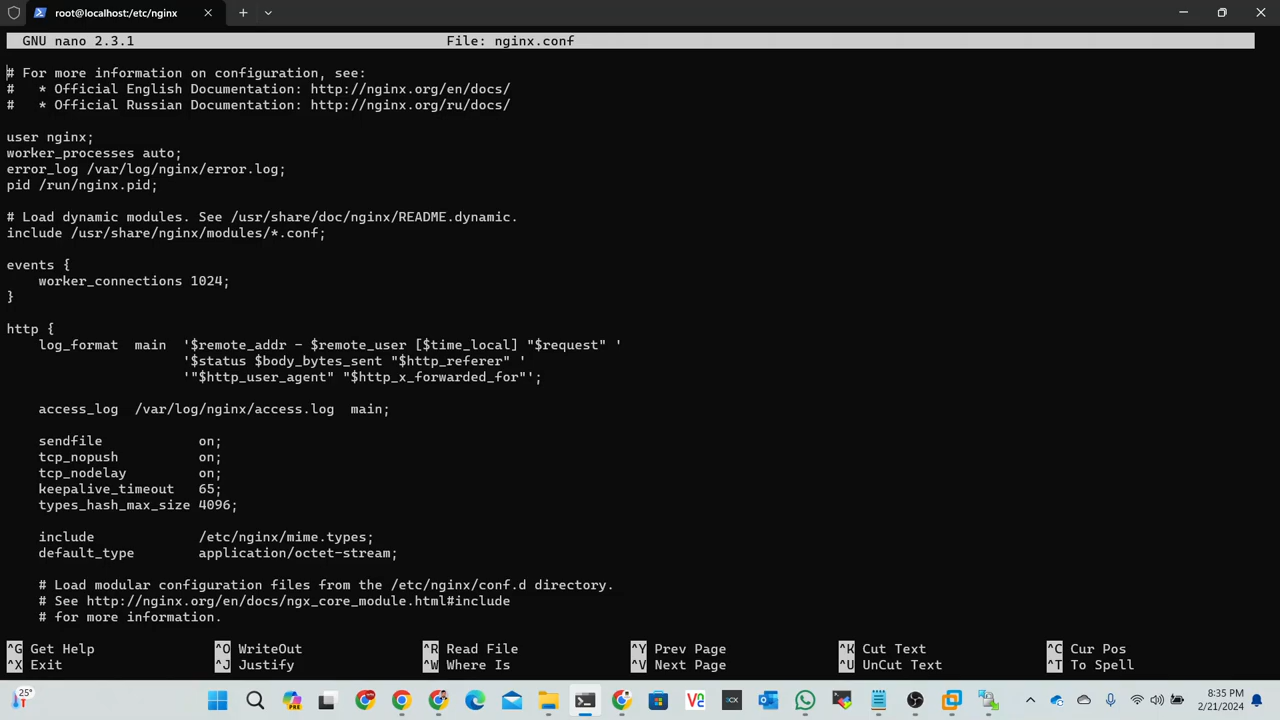 root@localhost:/etc/nginx
GNU nano 2.3.1 File: nginx.conf
# For more information on configuration, see:
#   * Official English Documentation: http://nginx.org/en/docs/
#   * Official Russian Documentation: http://nginx.org/ru/docs/
user nginx;
worker_processes auto;
error_log /var/log/nginx/error.log;
pid /run/nginx.pid;
# Load dynamic modules. See /usr/share/doc/nginx/README.dynamic.
include /usr/share/nginx/modules/*.conf;
events {
    worker_connections 1024;
}
http {
    log_format  main  '$remote_addr - $remote_user [$time_local] "$request" '
                      '$status $body_bytes_sent "$http_referer" '
                      '"$http_user_agent" "$http_x_forwarded_for"';
    access_log  /var/log/nginx/access.log  main;
    sendfile            on;
    tcp_nopush          on;
    tcp_nodelay         on;
    keepalive_timeout   65;
    types_hash_max_size 4096;
    include             /etc/nginx/mime.types;
    default_type        application/octet-stream;
    # Load modular configuration files from the /etc/nginx/conf.d directory.
    # See http://nginx.org/en/docs/ngx_core_module.html#include
    # for more information.
^G Get Help ^O WriteOut ^R Read File ^Y Prev Page ^K Cut Text ^C Cur Pos
^X Exit ^J Justify ^W Where Is ^V Next Page ^U UnCut Text ^T To Spell
25°
PRE
8:35 PM
2/21/2024